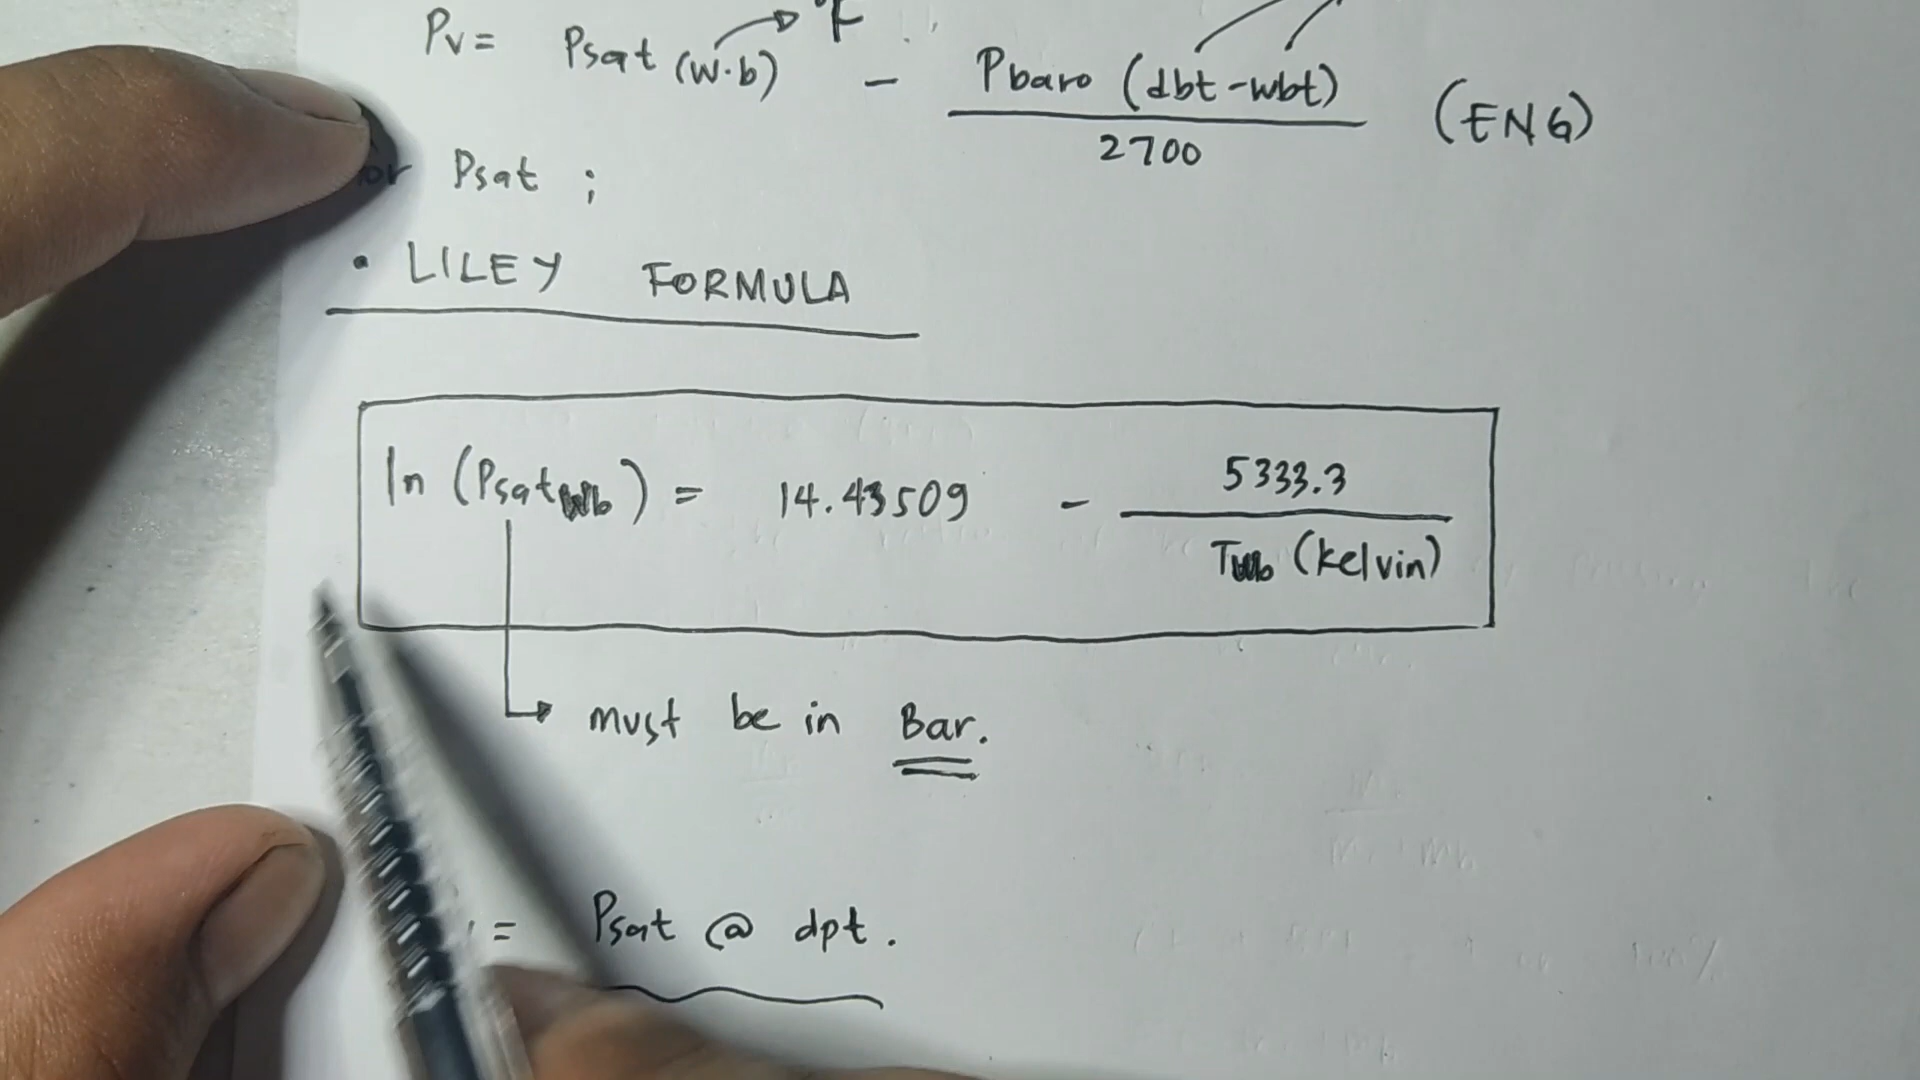 Pv = Psat (w.b) → °F - Pbaro (dbt - wbt) / 2700 (ENG)
or Psat ;
• LILEY FORMULA
ln (Psat wb) = 14.43509 - 5333.3 / Twb (kelvin)
must be in Bar.
= Psat @ dpt.